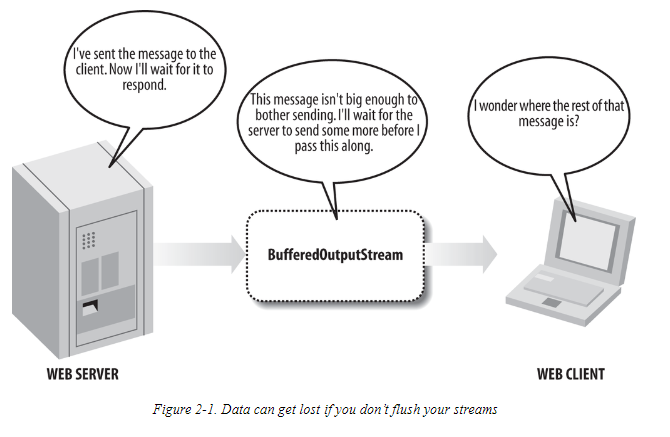 I've sent the message to the
client. Now I'll wait for it to
respond.
This message isn't big enough to
bother sending. I'll wait for the
server to send some more before I
pass this along.
I wonder where the rest of that
message is?
BufferedOutputStream
WEB SERVER
WEB CLIENT
Figure 2-1. Data can get lost if you don't flush your streams